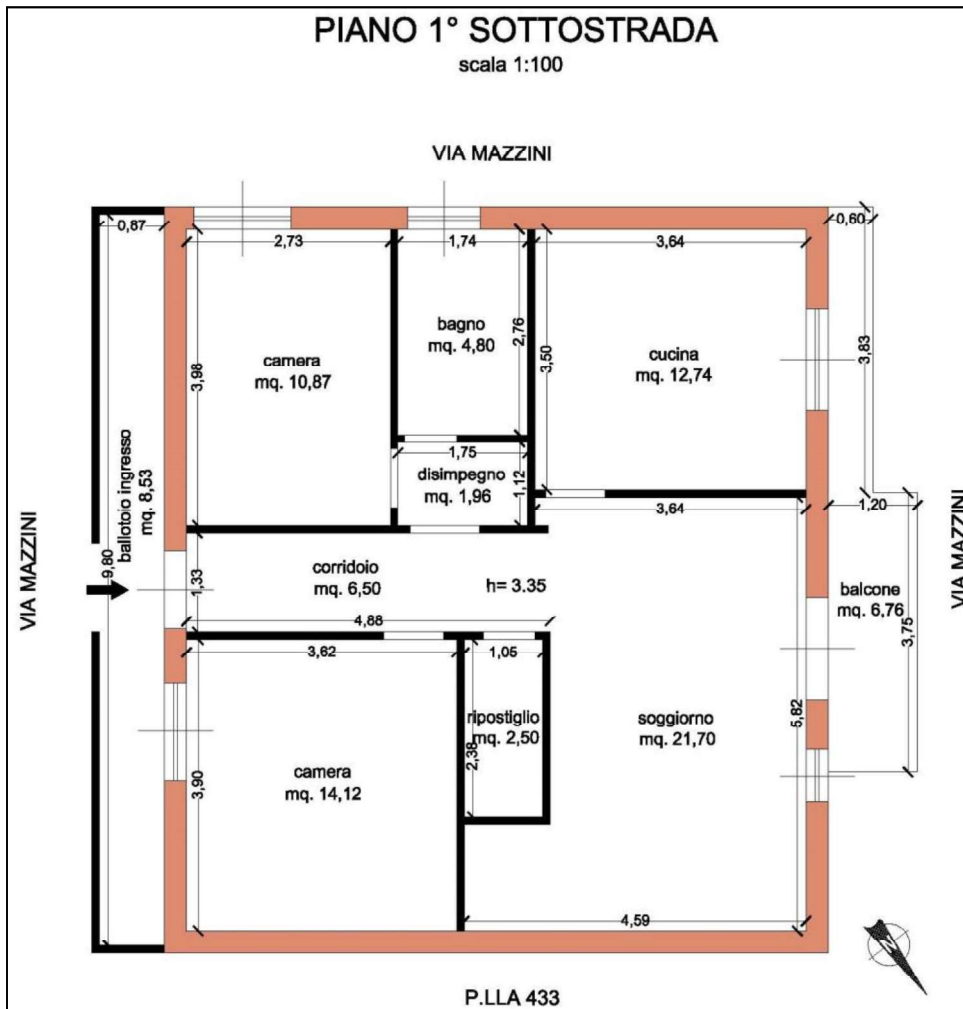 PIANO 1° SOTTOSTRADA
scala 1:100
VIA MAZZINI
0,87
2,73
1,74
3,64
0,60
bagno
mq. 4,80
2,76
3,50
cucina
mq. 12,74
3,83
camera
mq. 10,87
3,98
ballotoio ingresso
mq. 8,53
9,80
1,75
disimpegno
mq. 1,96
1,12
3,64
1,20
VIA MAZZINI
1,33
corridoio
mq. 6,50
h= 3.35
4,88
balcone
mq. 6,76
3,75
VIA MAZZINI
3,62
1,05
ripostiglio
mq. 2,50
2,38
soggiorno
mq. 21,70
5,82
camera
mq. 14,12
3,90
4,59
N
P.LLA 433